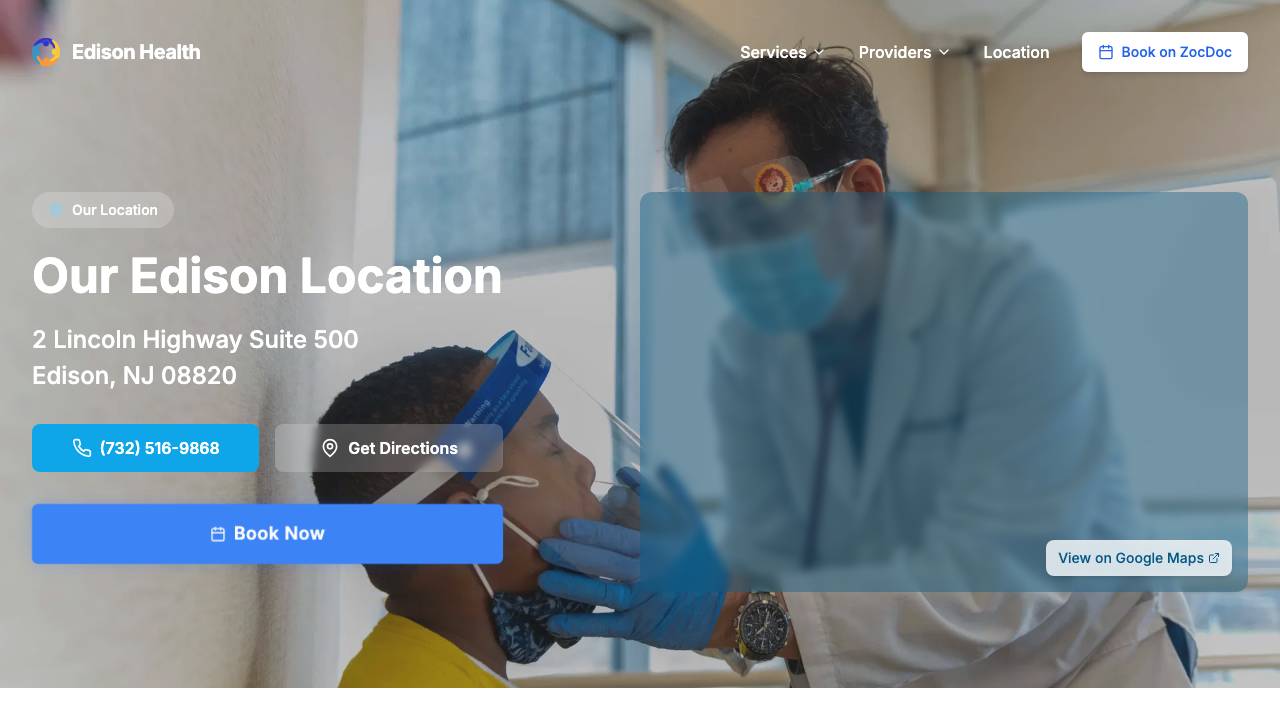 Edison Health
Services
Providers
Location
Book on ZocDoc
Our Location
Our Edison Location
2 Lincoln Highway Suite 500
Edison, NJ 08820
(732) 516-9868
Get Directions
Book Now
View on Google Maps
Warning.